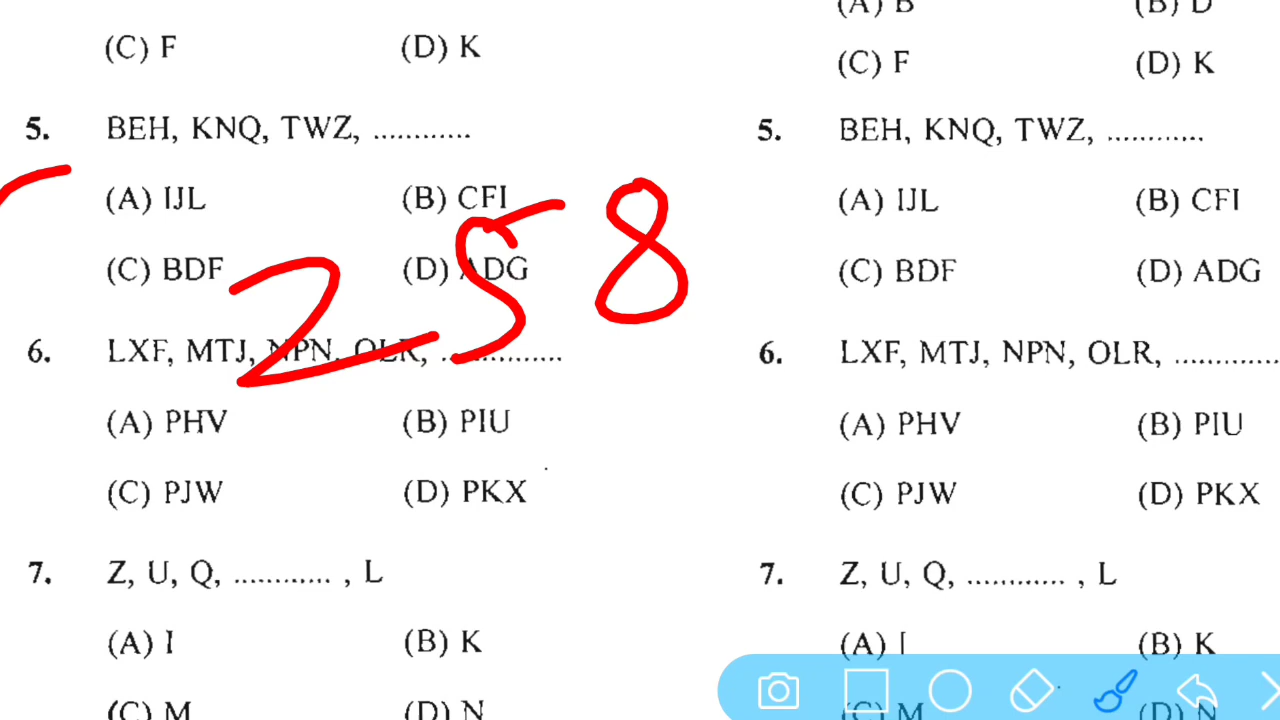 (C) F (D) K
5. BEH, KNQ, TWZ, ............
(A) IJL (B) CFI
(C) BDF (D) ADG
2 5 8
6. LXF, MTJ, NPN, OLR, ..............
(A) PHV (B) PIU
(C) PJW (D) PKX
7. Z, U, Q, ............ , L
(A) I (B) K
(C) M (D) N
(A) B (B) D
(C) F (D) K
5. BEH, KNQ, TWZ, ............
(A) IJL (B) CFI
(C) BDF (D) ADG
6. LXF, MTJ, NPN, OLR, .............
(A) PHV (B) PIU
(C) PJW (D) PKX
7. Z, U, Q, ............ , L
(A) I (B) K
(C) M (D) N